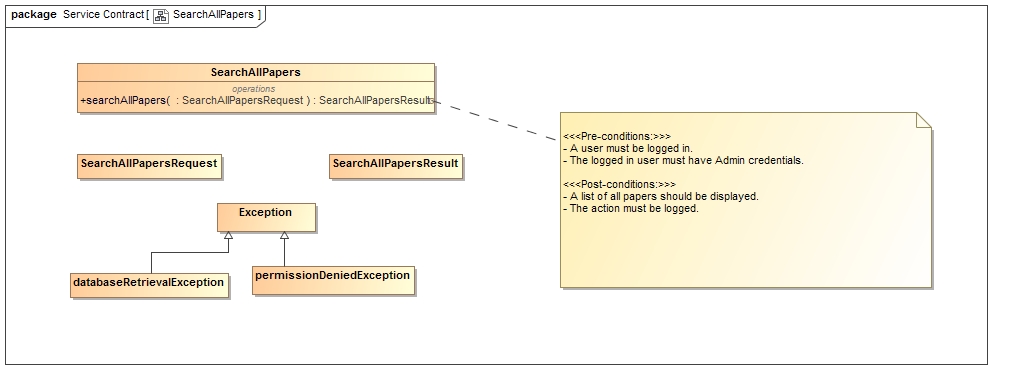 package Service Contract [ SearchAllPapers ]
SearchAllPapers
operations
+searchAllPapers( : SearchAllPapersRequest ) : SearchAllPapersResult
<<<Pre-conditions:>>>
- A user must be logged in.
- The logged in user must have Admin credentials.
<<<Post-conditions:>>>
- A list of all papers should be displayed.
- The action must be logged.
SearchAllPapersRequest
SearchAllPapersResult
Exception
databaseRetrievalException
permissionDeniedException